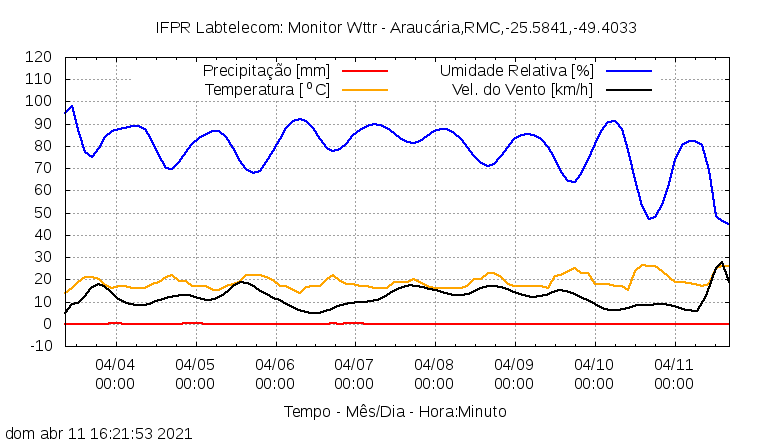 IFPR Labtelecom: Monitor Wttr - Araucária,RMC,-25.5841,-49.4033
Precipitação [mm]
Temperatura [⁰C]
Umidade Relativa [%]
Vel. do Vento [km/h]
120
110
100
90
80
70
60
50
40
30
20
10
0
-10
04/04 04/05 04/06 04/07 04/08 04/09 04/10 04/11
00:00 00:00 00:00 00:00 00:00 00:00 00:00 00:00
Tempo - Mês/Dia - Hora:Minuto
dom abr 11 16:21:53 2021